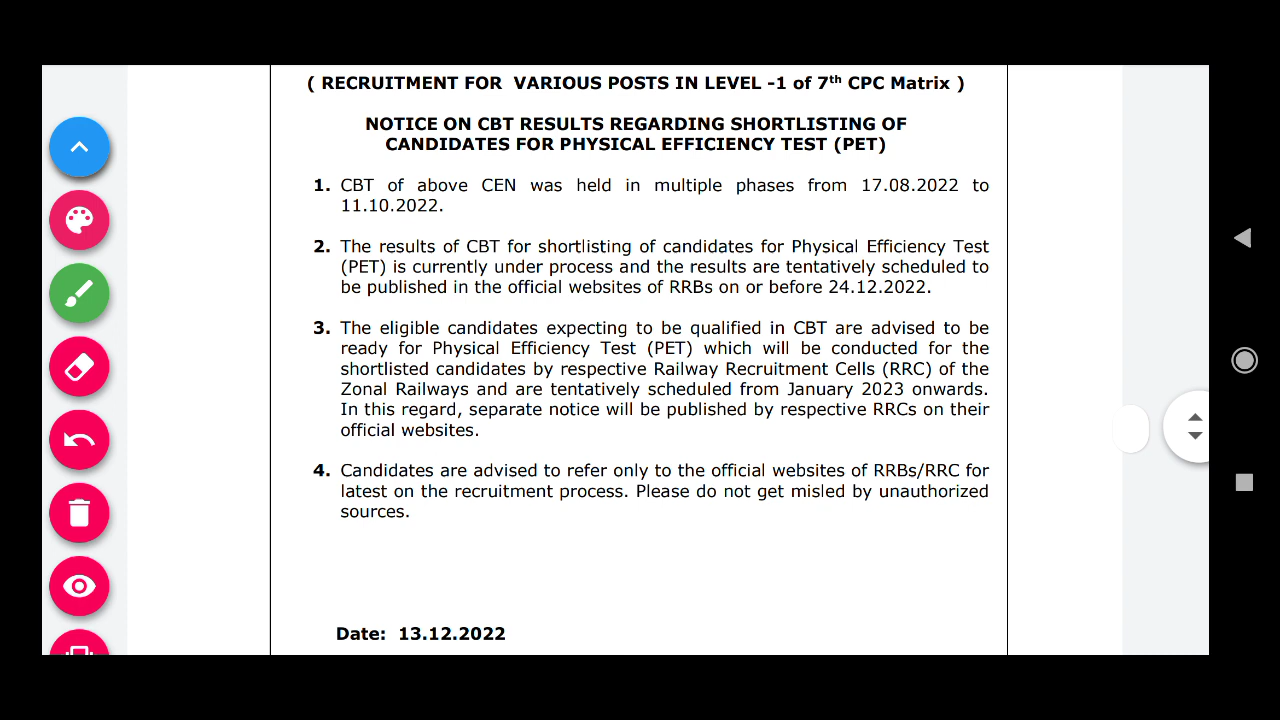 ( RECRUITMENT FOR VARIOUS POSTS IN LEVEL -1 of 7th CPC Matrix )
NOTICE ON CBT RESULTS REGARDING SHORTLISTING OF
CANDIDATES FOR PHYSICAL EFFICIENCY TEST (PET)
1. CBT of above CEN was held in multiple phases from 17.08.2022 to
11.10.2022.
2. The results of CBT for shortlisting of candidates for Physical Efficiency Test
(PET) is currently under process and the results are tentatively scheduled to
be published in the official websites of RRBs on or before 24.12.2022.
3. The eligible candidates expecting to be qualified in CBT are advised to be
ready for Physical Efficiency Test (PET) which will be conducted for the
shortlisted candidates by respective Railway Recruitment Cells (RRC) of the
Zonal Railways and are tentatively scheduled from January 2023 onwards.
In this regard, separate notice will be published by respective RRCs on their
official websites.
4. Candidates are advised to refer only to the official websites of RRBs/RRC for
latest on the recruitment process. Please do not get misled by unauthorized
sources.
Date: 13.12.2022